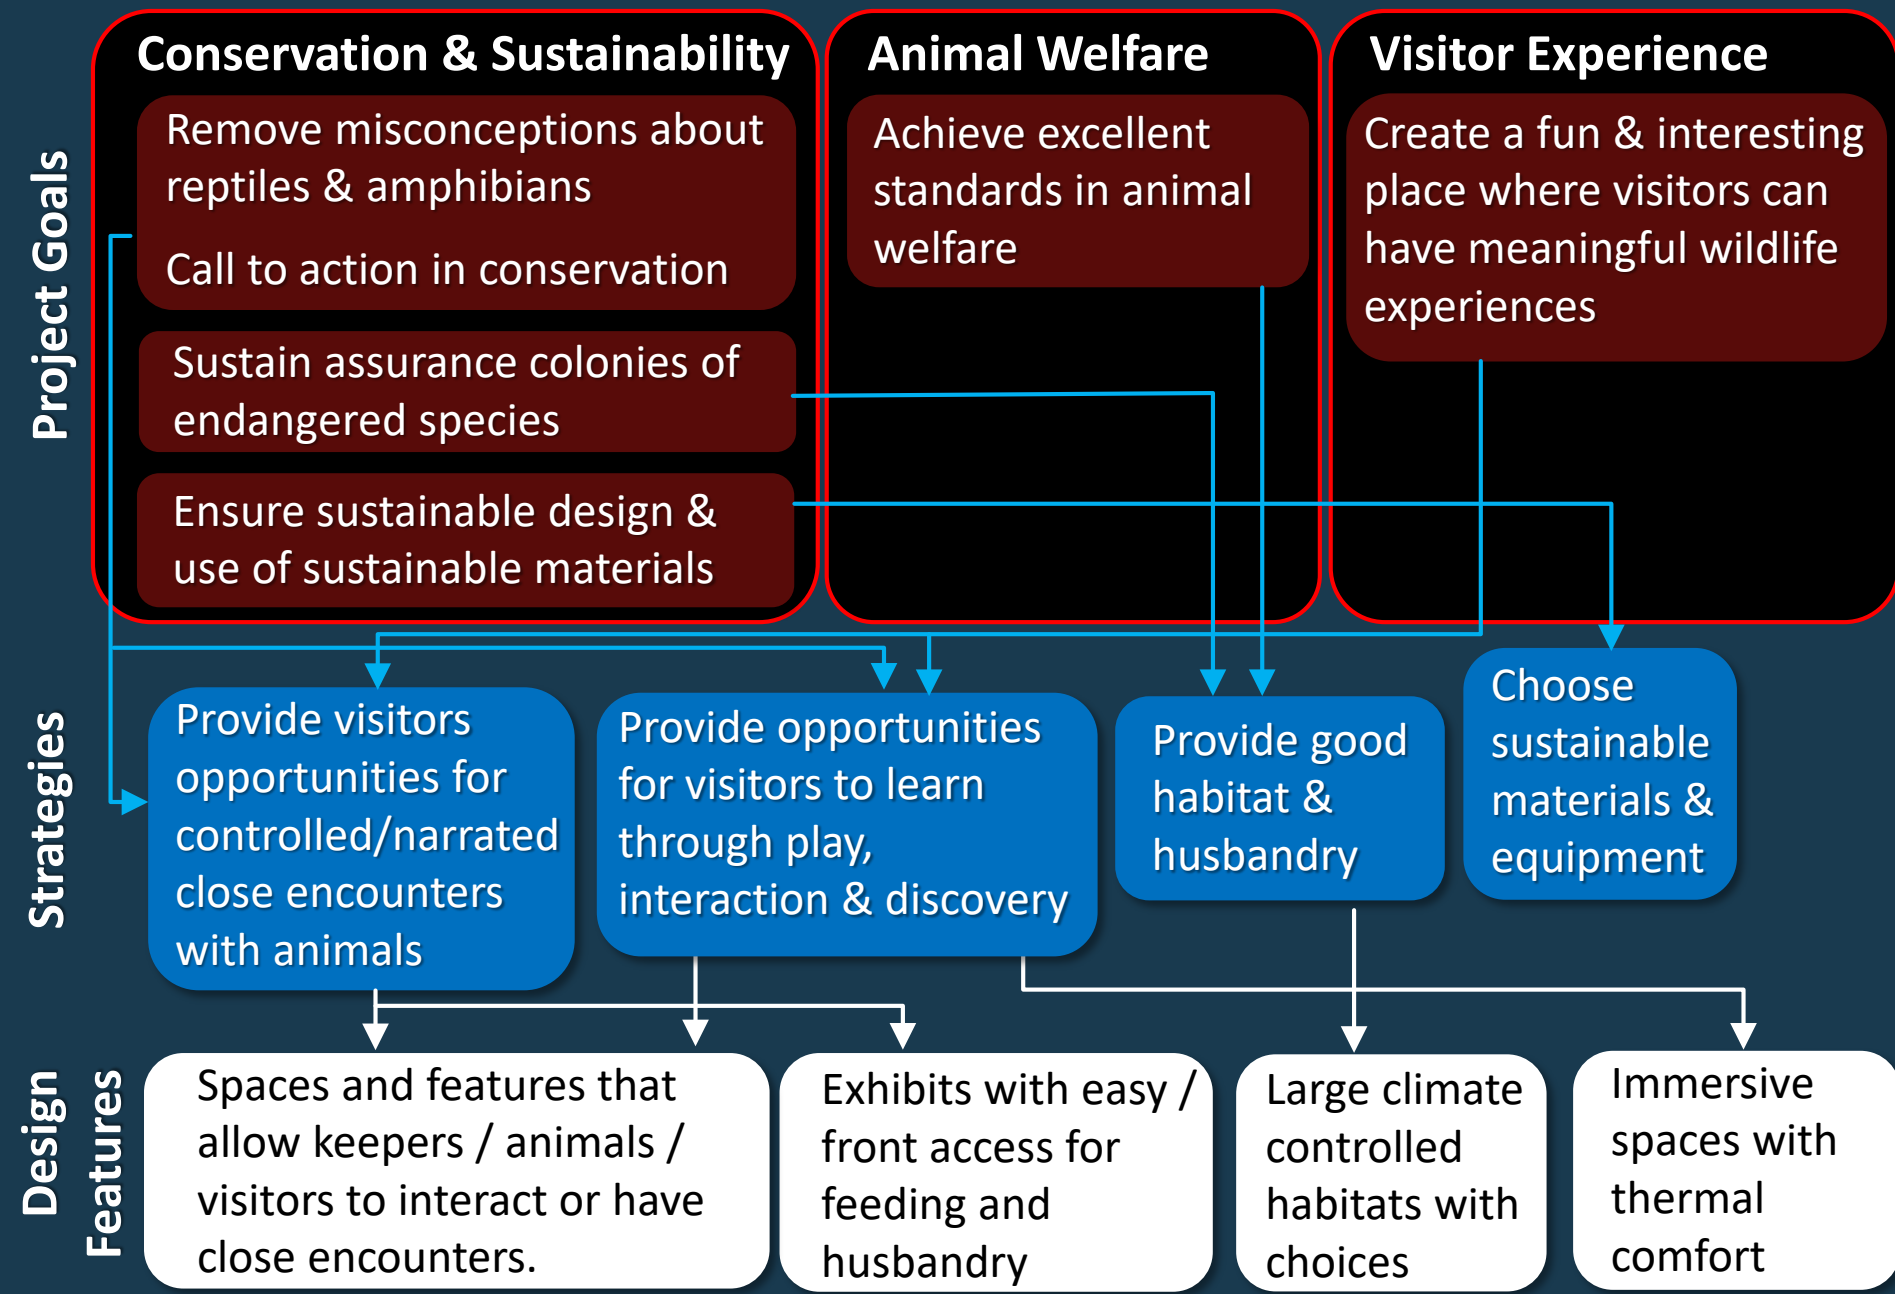 Conservation & Sustainability
Animal Welfare
Visitor Experience
Project Goals
Remove misconceptions about
reptiles & amphibians
Call to action in conservation
Sustain assurance colonies of
endangered species
Ensure sustainable design &
use of sustainable materials
Achieve excellent
standards in animal
welfare
Create a fun & interesting
place where visitors can
have meaningful wildlife
experiences
Strategies
Provide visitors
opportunities for
controlled/narrated
close encounters
with animals
Provide opportunities
for visitors to learn
through play,
interaction & discovery
Provide good
habitat &
husbandry
Choose
sustainable
materials &
equipment
Design
Features
Spaces and features that
allow keepers / animals /
visitors to interact or have
close encounters.
Exhibits with easy /
front access for
feeding and
husbandry
Large climate
controlled
habitats with
choices
Immersive
spaces with
thermal
comfort